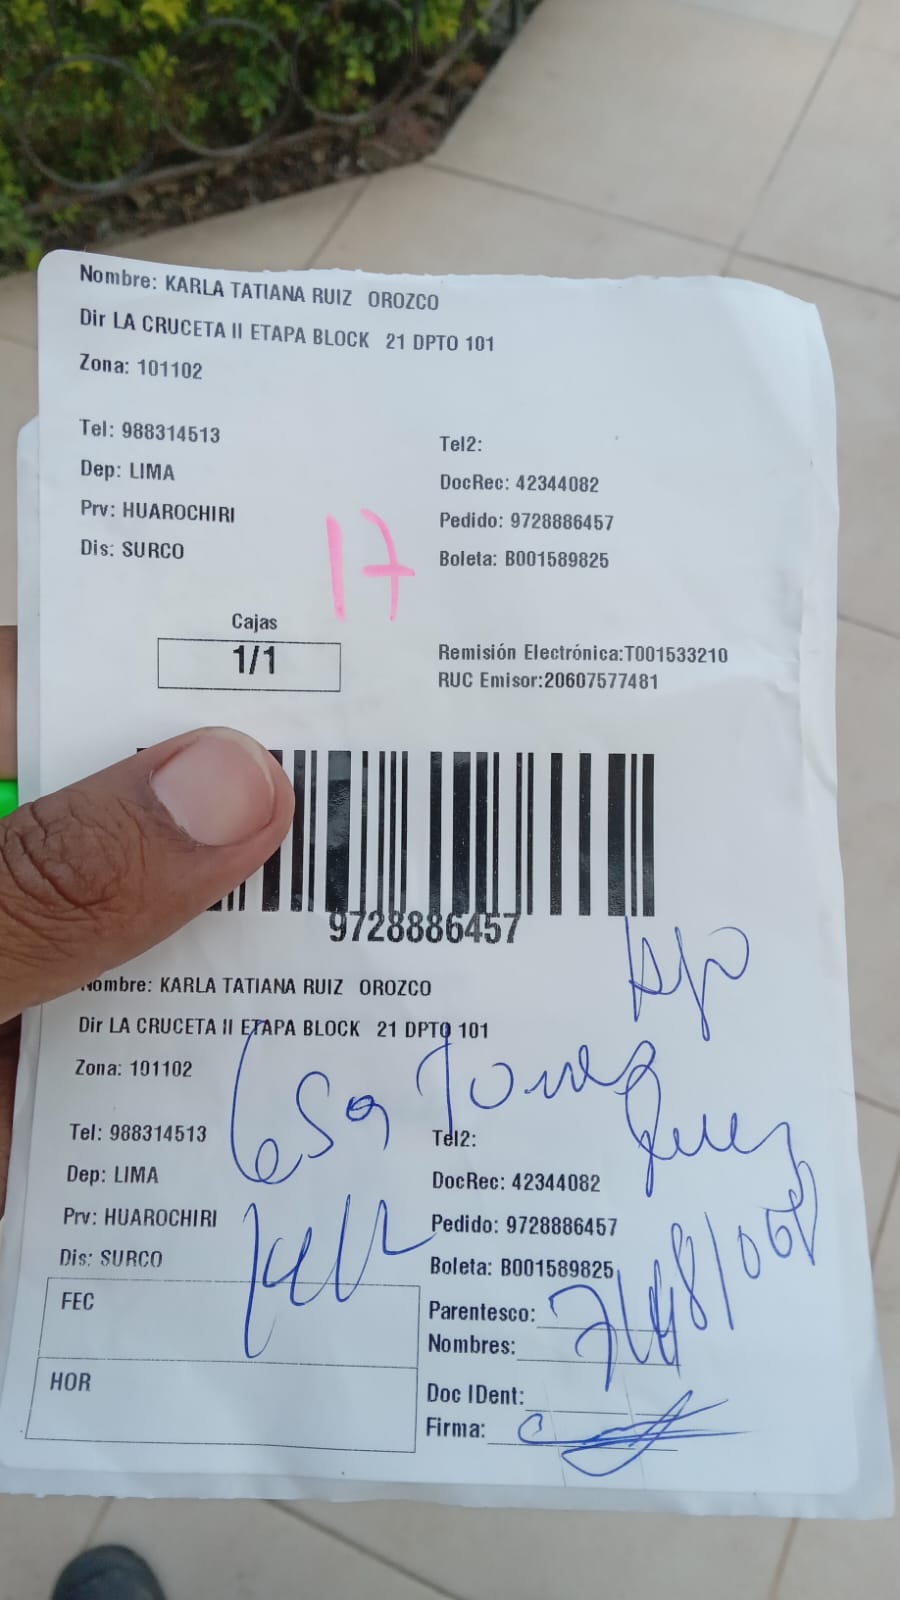 Nombre: KARLA TATIANA RUIZ OROZCO
Dir LA CRUCETA II ETAPA BLOCK 21 DPTO 101
Zona: 101102
Tel: 988314513
Tel2:
Dep: LIMA
DocRec: 42344082
Prv: HUAROCHIRI
Pedido: 9728886457
Dis: SURCO
Boleta: B001589825
17
Cajas
1/1
Remisión Electrónica:T001533210
RUC Emisor:20607577481
9728886457
Nombre: KARLA TATIANA RUIZ OROZCO
Dir LA CRUCETA II ETAPA BLOCK 21 DPTO 101
Zona: 101102
Tel: 988314513
Tel2:
Dep: LIMA
DocRec: 42344082
Prv: HUAROCHIRI
Pedido: 9728886457
Dis: SURCO
Boleta: B001589825
FEC
Parentesco:
Nombres:
HOR
Doc IDent:
Firma: